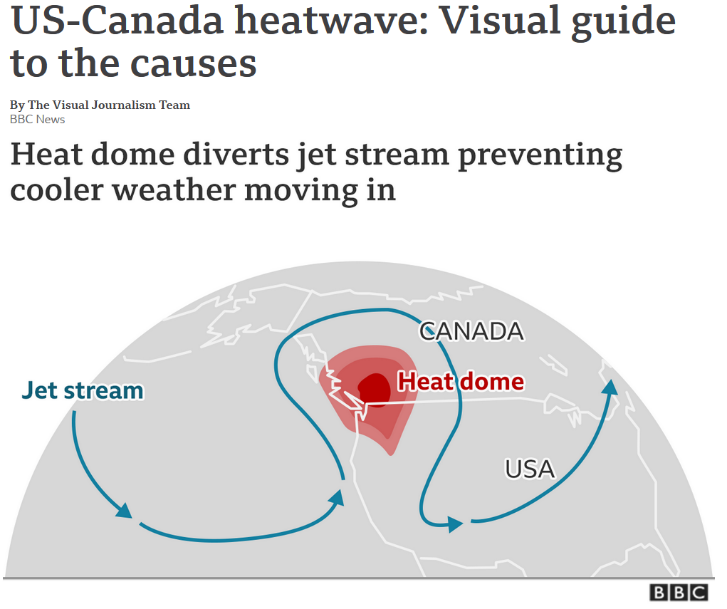 US-Canada heatwave: Visual guide
to the causes
By The Visual Journalism Team
BBC News
Heat dome diverts jet stream preventing
cooler weather moving in
CANADA
Jet stream
Heat dome
USA
BBC